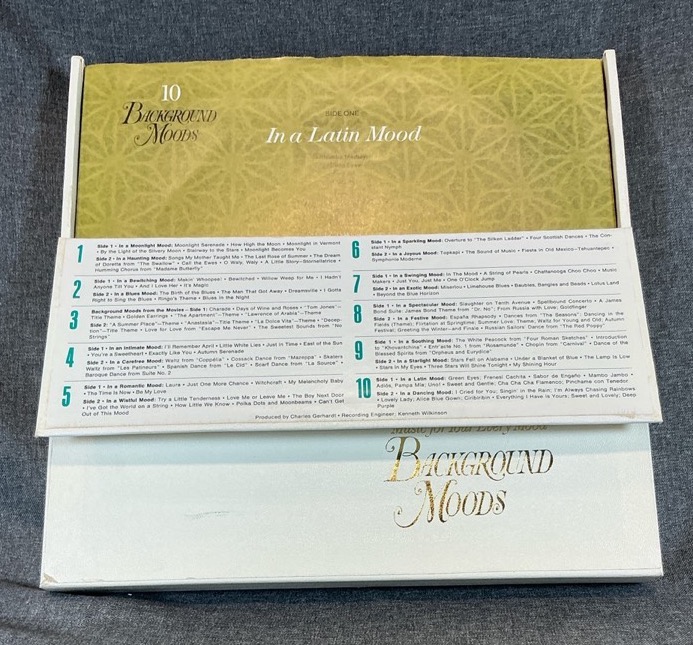 10
BACKGROUND
MOODS
SIDE ONE
In a Latin Mood
1
Side 1 • In a Moonlight Mood: Moonlight Serenade • How High the Moon • Moonlight in Vermont
• By the Light of the Silvery Moon • Stairway to the Stars • Moonlight Becomes You
Side 2 • In a Haunting Mood: Songs My Mother Taught Me • The Last Rose of Summer • The Dream
of Doretta from "The Swallow" • Call the Ewes • O Waly, Waly • A Little Story—Stornellatrice •
Humming Chorus from "Madame Butterfly"
2
Side 1 • In a Bewitching Mood: Makin' Whoopee! • Bewitched • Willow Weep for Me • I Hadn't
Anyone Till You • And I Love Her • It's Magic
Side 2 • In a Blues Mood: The Birth of the Blues • The Man That Got Away • Dreamsville • I Gotta
Right to Sing the Blues • Ringo's Theme • Blues in the Night
3
Background Moods from the Movies—Side 1: Charade • Days of Wine and Roses • "Tom Jones"—
Title Theme • Golden Earrings • "The Apartment"—Theme • "Lawrence of Arabia"—Theme
Side 2: "A Summer Place"—Theme • "Anastasia"—Title Theme • "La Dolce Vita"—Theme • "Decep-
tion"—Title Theme • Love for Love from "Escape Me Never" • The Sweetest Sounds from "No
Strings"
4
Side 1 • In an Intimate Mood: I'll Remember April • Little White Lies • Just in Time • East of the Sun
• You're a Sweetheart • Exactly Like You • Autumn Serenade
Side 2 • In a Carefree Mood: Waltz from "Coppélia" • Cossack Dance from "Mazeppa" • Skaters
Waltz from "Les Patineurs" • Spanish Dance from "Le Cid" • Scarf Dance from "La Source" •
Baroque Dance from Suite No. 2
5
Side 1 • In a Romantic Mood: Laura • Just One More Chance • Witchcraft • My Melancholy Baby
• The Time Is Now • Be My Love
Side 2 • In a Wistful Mood: Try a Little Tenderness • Love Me or Leave Me • The Boy Next Door
• I've Got the World on a String • How Little We Know • Polka Dots and Moonbeams • Can't Get
Out of This Mood
6
Side 1 • In a Sparkling Mood: Overture to "The Silken Ladder" • Four Scottish Dances • The Con-
stant Nymph
Side 2 • In a Joyous Mood: Topkapi • The Sound of Music • Fiesta in Old Mexico—Tehuantepec •
Symphonie Moderne
7
Side 1 • In a Swinging Mood: In The Mood • A String of Pearls • Chattanooga Choo Choo • Music
Makers • Just You, Just Me • One O'Clock Jump
Side 2 • In an Exotic Mood: Misirlou • Limehouse Blues • Baubles, Bangles and Beads • Lotus Land
• Beyond the Blue Horizon
8
Side 1 • In a Spectacular Mood: Slaughter on Tenth Avenue • Spellbound Concerto • A James
Bond Suite: James Bond Theme from "Dr. No"; From Russia with Love; Goldfinger
Side 2 • In a Festive Mood: España Rhapsody • Dances from "The Seasons": Dancing in the
Fields (Theme); Flirtation at Springtime; Summer Love; Theme; Waltz for Young and Old; Autumn
Festival; Greeting the Winter—and Finale • Russian Sailors' Dance from "The Red Poppy"
9
Side 1 • In a Soothing Mood: The White Peacock from "Four Roman Sketches" • Introduction
to "Khovantchina" • Entr'acte No. 1 from "Rosamunde" • Chopin from "Carnival" • Dance of the
Blessed Spirits from "Orpheus and Eurydice"
Side 2 • In a Starlight Mood: Stars Fell on Alabama • Under a Blanket of Blue • The Lamp Is Low
• Stars in My Eyes • Three Stars Will Shine Tonight • My Shining Hour
10
Side 1 • In a Latin Mood: Green Eyes; Frenesi Cachita • Sabor de Engaño • Mambo Jambo •
Adiós, Pampa Mia; Uno! • Sweet and Gentle; Cha Cha Cha Flamenco; Pincheme con Tenedor
Side 2 • In a Dancing Mood: I Cried for You; Singin' in the Rain; I'm Always Chasing Rainbows
• Lovely Lady; Alice Blue Gown; Ciribiribin • Everything I Have Is Yours; Sweet and Lovely; Deep
Purple
Produced by Charles Gerhardt • Recording Engineer: Kenneth Wilkinson
Music for Your Every Mood
BACKGROUND
MOODS